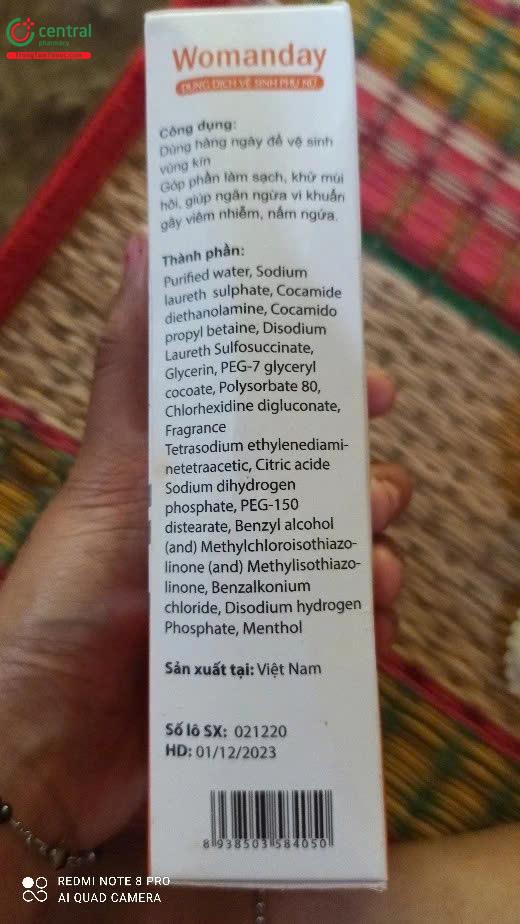 central
pharmacy
trungtamthuoc.com
Womanday
DUNG DỊCH VỆ SINH PHỤ NỮ
Công dụng:
Dùng hàng ngày để vệ sinh
vùng kín
Góp phần làm sạch, khử mùi
hôi, giúp ngăn ngừa vi khuẩn
gây viêm nhiễm, nấm ngứa.
Thành phần:
Purified water, Sodium
laureth sulphate, Cocamide
diethanolamine, Cocamido
propyl betaine, Disodium
Laureth Sulfosuccinate,
Glycerin, PEG-7 glyceryl
cocoate, Polysorbate 80,
Chlorhexidine digluconate,
Fragrance
Tetrasodium ethylenediami-
netetraacetic, Citric acide
Sodium dihydrogen
phosphate, PEG-150
distearate, Benzyl alcohol
(and) Methylchloroisothiazo-
linone (and) Methylisothiazo-
linone, Benzalkonium
chloride, Disodium hydrogen
Phosphate, Menthol
Sản xuất tại: Việt Nam
Số lô SX: 021220
HD: 01/12/2023
8 938503 584050
REDMI NOTE 8 PRO
AI QUAD CAMERA